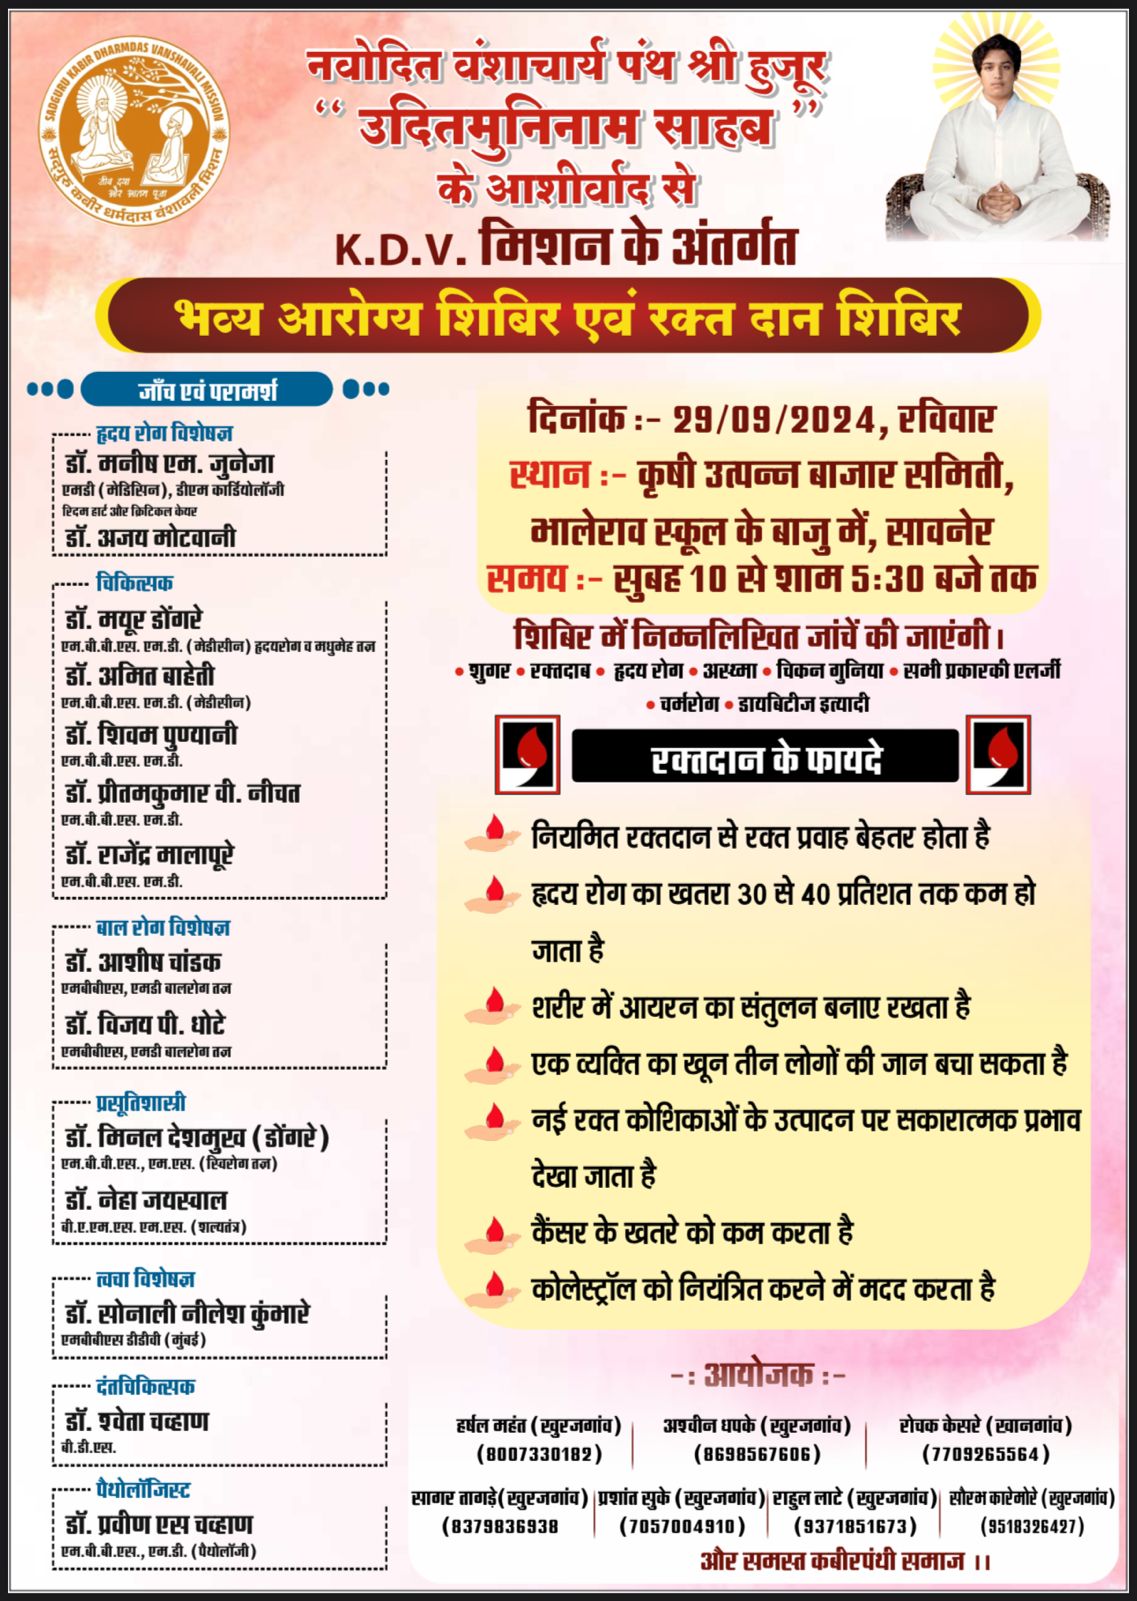 SADGURU KABIR DHARMDAS VANSHAVALI MISSION
सद्गुरु कबीर धर्मदास वंशावली मिशन
जीव दया
और आतम पूजा
नवोदित वंशाचार्य पंथ श्री हुजूर
“ उदितमुनिनाम साहब ”
के आशीर्वाद से
K.D.V. मिशन के अंतर्गत
भव्य आरोग्य शिबिर एवं रक्त दान शिबिर
जाँच एवं परामर्श
हृदय रोग विशेषज्ञ
डॉ. मनीष एम. जुनेजा
एमडी (मेडिसिन), डीएम कार्डियोलॉजी
रिदम हार्ट और क्रिटिकल केयर
डॉ. अजय मोटवानी
चिकित्सक
डॉ. मयूर डोंगरे
एम.बी.बी.एस. एम.डी. (मेडीसीन) हृदयरोग व मधुमेह तज्ञ
डॉ. अमित बाहेती
एम.बी.बी.एस. एम.डी. (मेडीसीन)
डॉ. शिवम पुण्यानी
एम.बी.बी.एस. एम.डी.
डॉ. प्रीतमकुमार वी. नीचत
एम.बी.बी.एस. एम.डी.
डॉ. राजेंद्र मालापूरे
एम.बी.बी.एस. एम.डी.
बाल रोग विशेषज्ञ
डॉ. आशीष चांडक
एमबीबीएस, एमडी बालरोग तज्ञ
डॉ. विजय पी. धोटे
एमबीबीएस, एमडी बालरोग तज्ञ
प्रसूतिशास्त्री
डॉ. मिनल देशमुख (डोंगरे)
एम.बी.वी.एस., एम.एस. (स्त्रिरोग तज्ञ)
डॉ. नेहा जयस्वाल
बी.ए.एम.एस. एम.एस. (शल्यतंत्र)
त्वचा विशेषज्ञ
डॉ. सोनाली नीलेश कुंभारे
एमबीबीएस डीडीवी (मुंबई)
दंतचिकित्सक
डॉ. श्वेता चव्हाण
बी.डी.एस.
पैथोलॉजिस्ट
डॉ. प्रवीण एस चव्हाण
एम.बी.बी.एस., एम.डी. (पैथोलॉजी)
दिनांक :- 29/09/2024, रविवार
स्थान :- कृषी उत्पन्न बाजार समिती,
भालेराव स्कूल के बाजु में, सावनेर
समय :- सुबह 10 से शाम 5:30 बजे तक
शिबिर में निम्नलिखित जांचें की जाएंगी।
• शुगर • रक्तदाब • हृदय रोग • अस्थ्मा • चिकन गुनिया • सभी प्रकारकी एलर्जी
• चर्मरोग • डायबिटीज इत्यादी
रक्तदान के फायदे
नियमित रक्तदान से रक्त प्रवाह बेहतर होता है
हृदय रोग का खतरा 30 से 40 प्रतिशत तक कम हो
जाता है
शरीर में आयरन का संतुलन बनाए रखता है
एक व्यक्ति का खून तीन लोगों की जान बचा सकता है
नई रक्त कोशिकाओं के उत्पादन पर सकारात्मक प्रभाव
देखा जाता है
कैंसर के खतरे को कम करता है
कोलेस्ट्रॉल को नियंत्रित करने में मदद करता है
-: आयोजक :-
हर्षल महंत (खुरजगांव) अश्वीन धपके (खुरजगांव) रोचक केसरे (खानगांव)
(8007330182) (8698567606) (7709265564)
सागर तागडे(खुरजगांव) प्रशांत सुके (खुरजगांव) राहुल लाटे (खुरजगांव) सौरभ कारेमोरे (खुरजगांव)
(8379836938 (7057004910) (9371851673) (9518326427)
और समस्त कबीरपंथी समाज ।।